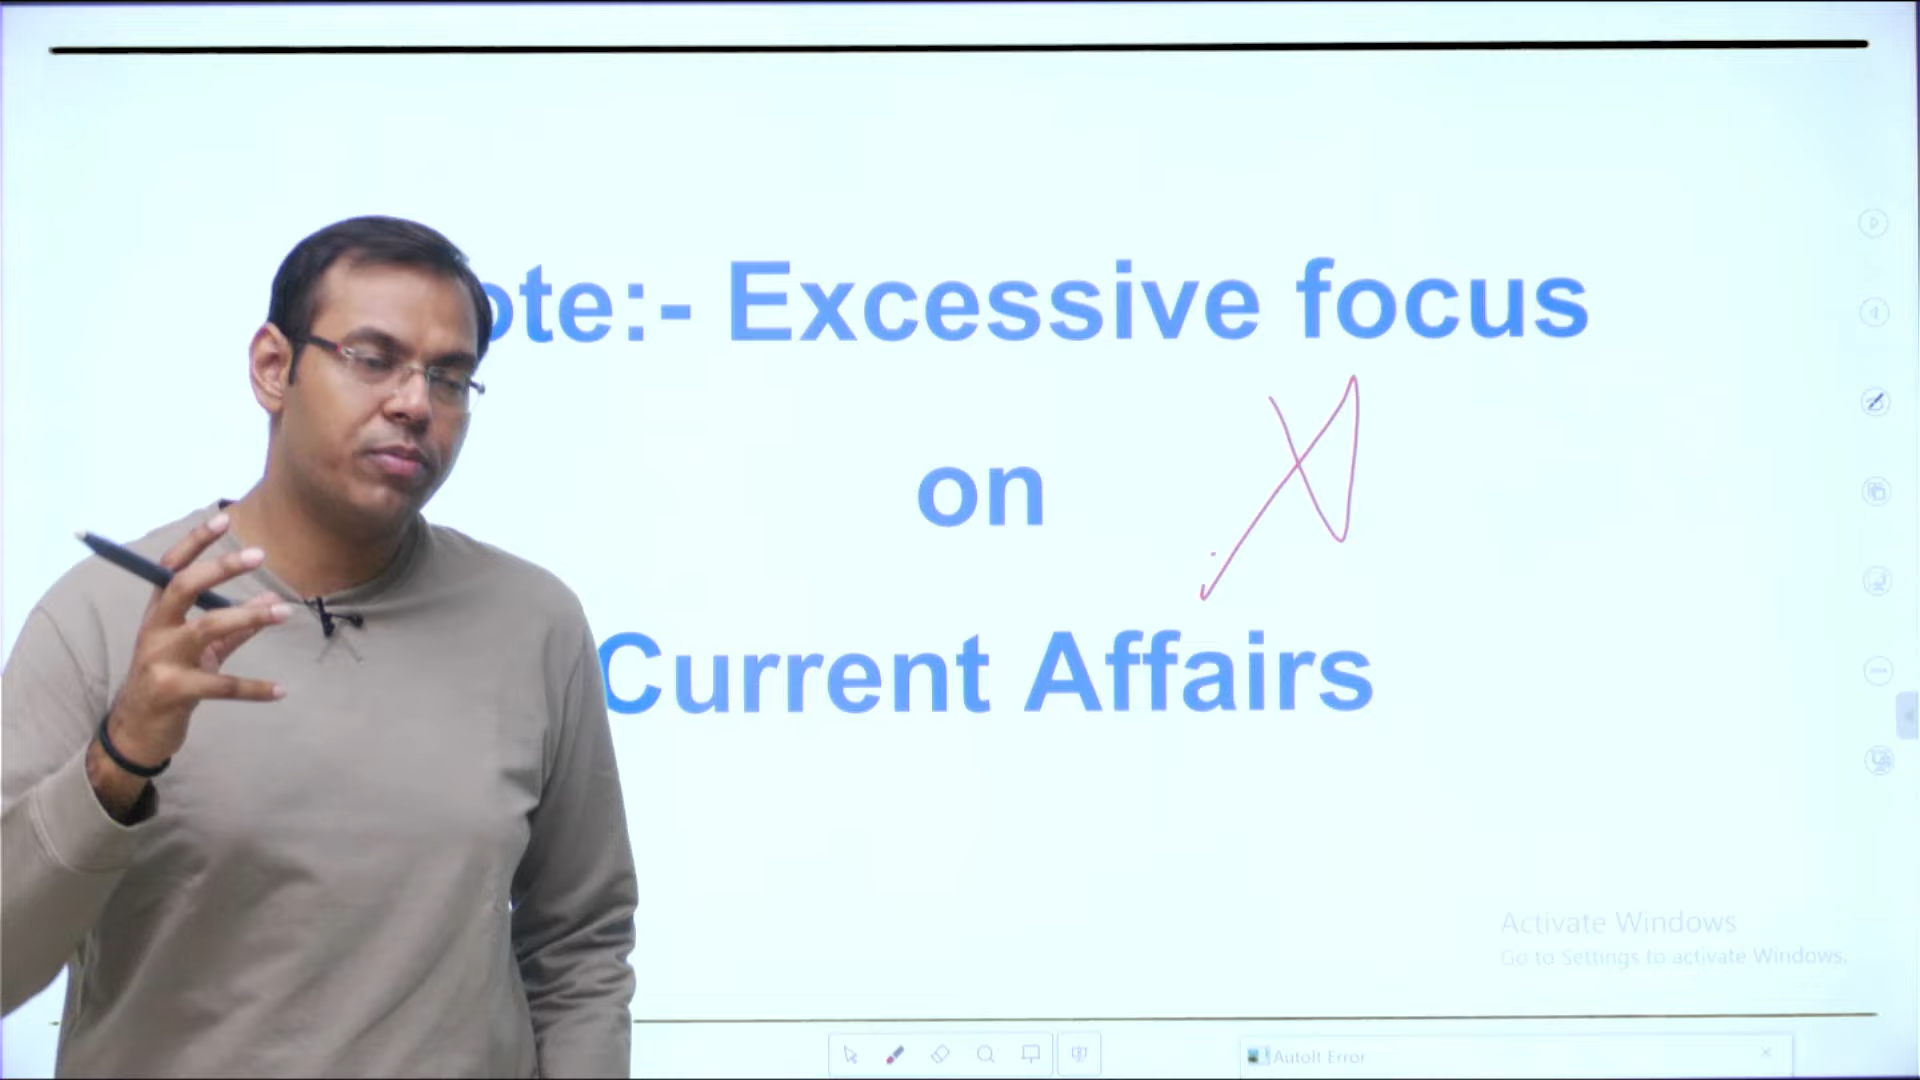 ote:- Excessive focus
on
Current Affairs
Activate Windows
Go to Settings to activate Windows.
AutoIt Error